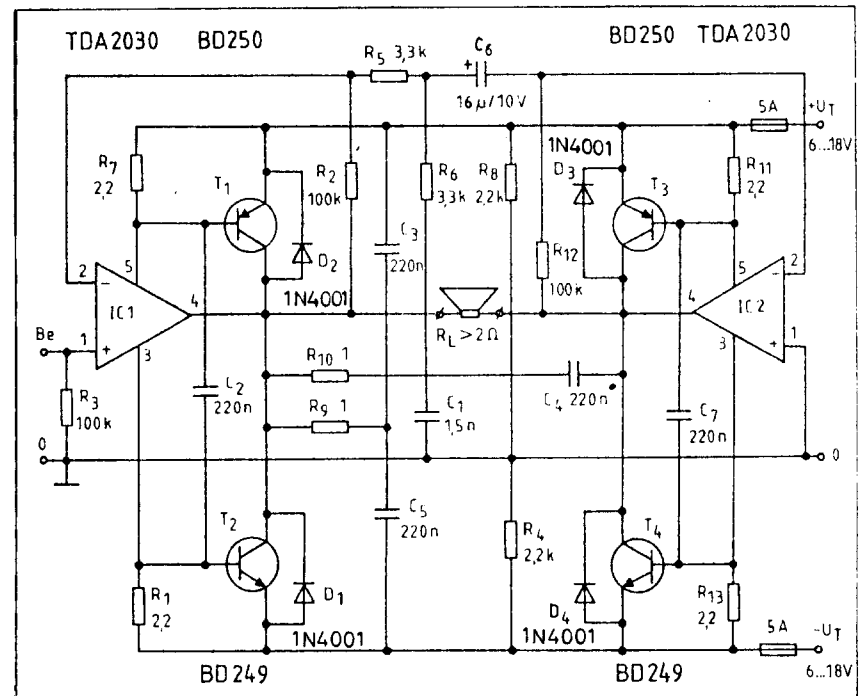 TDA2030 BD250 BD250 TDA2030
R5 3,3k
C6
+
16µ/10V
5A
+UT
6...18V
R7
2,2
T1
R2
100k
D2
1N4001
C3
220n
R6
3,3k
R8
2,2k
1N4001
D3
T3
R11
2,2
R12
100k
2
5
−
IC1
4
1
+
3
Be
R3
100k
0
RL>2Ω
5
2
−
4
IC2
3
+
1
R10 1
R9 1
C2
220n
C1
1,5n
C4 220n
C7
220n
0
T2
D1
1N4001
C5
220n
R4
2,2k
T4
D4
1N4001
R1
2,2
R13
2,2
5A
-UT
6...18V
BD249 BD249